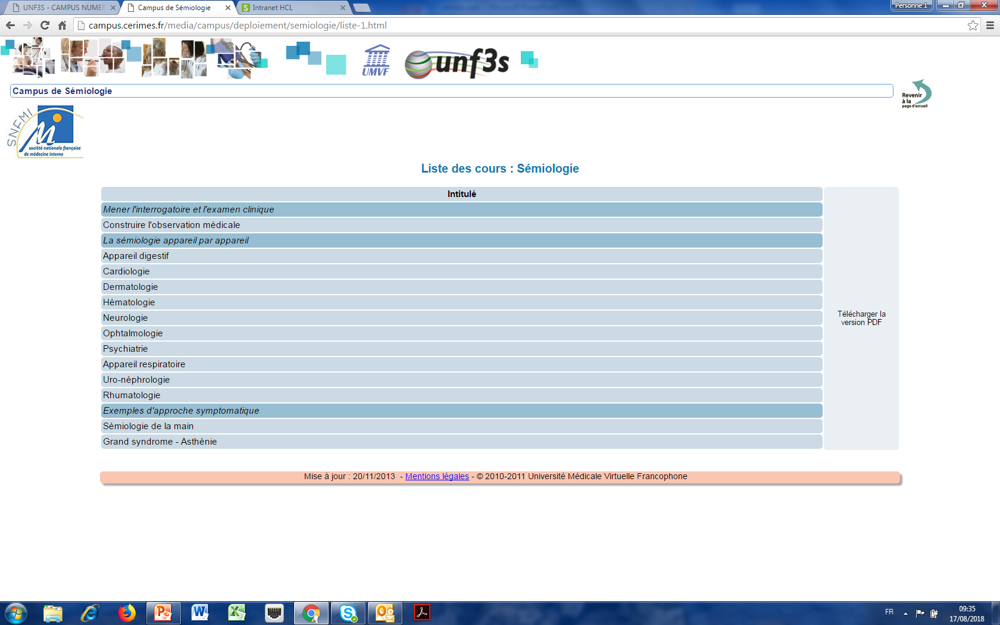 UNF3S - CAMPUS NUMER
Campus de Sémiologie
Intranet HCL
Personne 1
campus.cerimes.fr/media/campus/deploiement/semiologie/liste-1.html
UMVF
unf3s
Campus de Sémiologie
Revenir
à la
page d'accueil
SNFMI
société nationale française
de médecine interne
Liste des cours : Sémiologie
Intitulé
Mener l'interrogatoire et l'examen clinique
Construire l'observation médicale
La sémiologie appareil par appareil
Appareil digestif
Cardiologie
Dermatologie
Hématologie
Neurologie
Ophtalmologie
Psychiatrie
Appareil respiratoire
Uro-néphrologie
Rhumatologie
Exemples d'approche symptomatique
Sémiologie de la main
Grand syndrome - Asthénie
Télécharger la
version PDF
Mise à jour : 20/11/2013 - Mentions légales - © 2010-2011 Université Médicale Virtuelle Francophone
FR
09:35
17/08/2018